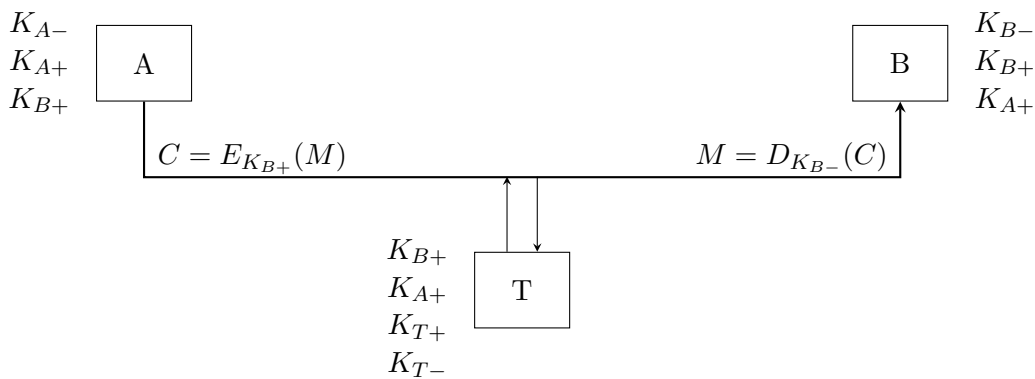 K_{A-}
K_{A+}
K_{B+}
A
B
K_{B-}
K_{B+}
K_{A+}
C = E_{K_{B+}}(M)
M = D_{K_{B-}}(C)
K_{B+}
K_{A+}
K_{T+}
K_{T-}
T